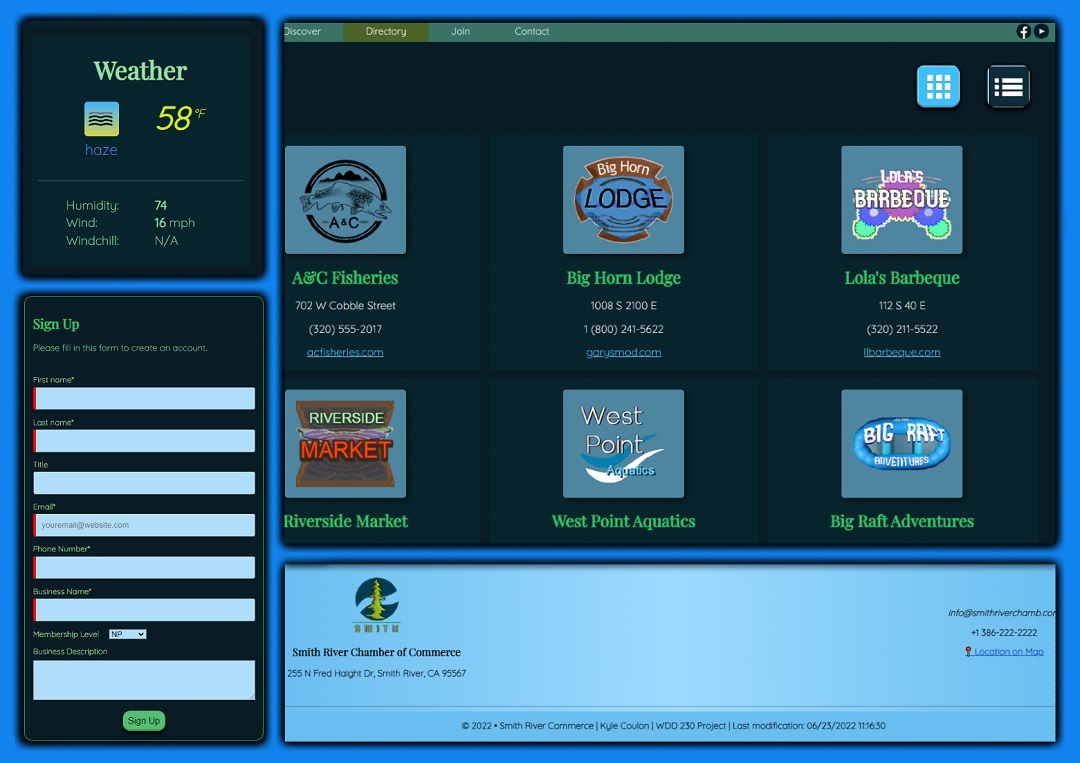 Weather
58°F
haze
Humidity: 74
Wind: 16 mph
Windchill: N/A
Sign Up
Please fill in this form to create an account.
First name*
Last name*
Title
Email*
youremail@website.com
Phone Number*
Business Name*
Membership Level NP
Business Description
Sign Up
Discover Directory Join Contact
A&C
Big Horn
LODGE
LOLA'S
BARBEQUE
A&C Fisheries Big Horn Lodge Lola's Barbeque
702 W Cobble Street 1008 S 2100 E 112 S 40 E
(320) 555-2017 1 (800) 241-5622 (320) 211-5522
acfisheries.com garysmod.com llbarbeque.com
RIVERSIDE
MARKET
West
Point
Aquatics
BIG RAFT
ADVENTURES
Riverside Market West Point Aquatics Big Raft Adventures
SMITH
Smith River Chamber of Commerce
255 N Fred Haight Dr, Smith River, CA 95567
info@smithriverchamb.com
+1 386-222-2222
Location on Map
© 2022 • Smith River Commerce | Kyle Coulon | WDD 230 Project | Last modification: 06/23/2022 11:16:30